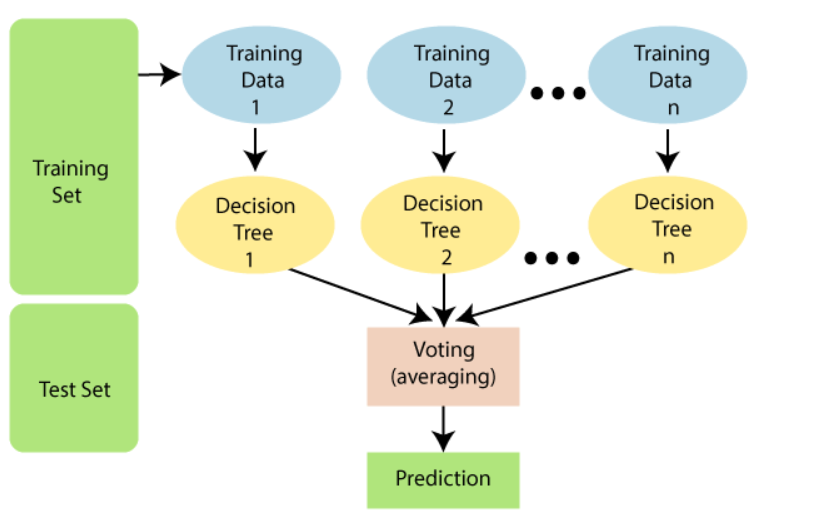 Training
Set
Training
Data
1
Training
Data
2
Training
Data
n
Decision
Tree
1
Decision
Tree
2
Decision
Tree
n
Test Set
Voting
(averaging)
Prediction